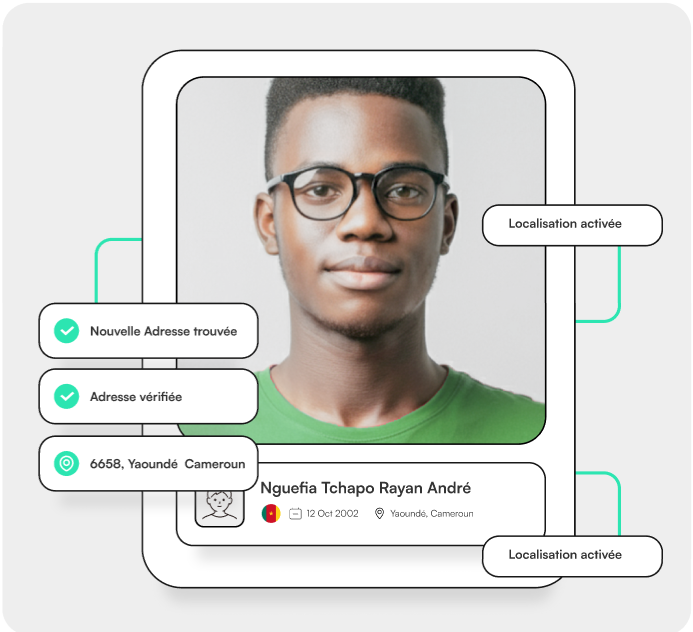 Localisation activée
Nouvelle Adresse trouvée
Adresse vérifiée
6658, Yaoundé Cameroun
Nguefia Tchapo Rayan André
12 Oct 2002 Yaoundé, Cameroun
Localisation activée